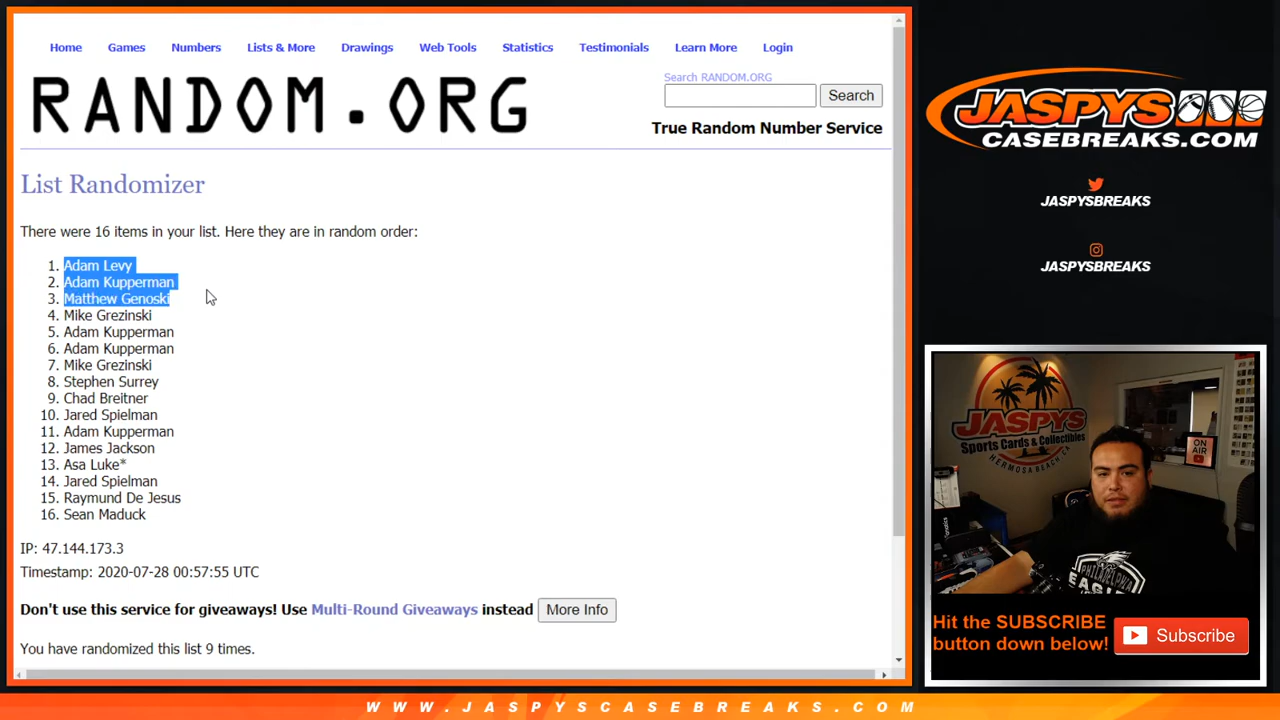 Home Games Numbers Lists & More Drawings Web Tools Statistics Testimonials Learn More Login
RANDOM.ORG
Search RANDOM.ORG
Search
True Random Number Service
List Randomizer
There were 16 items in your list. Here they are in random order:
1. Adam Levy
2. Adam Kupperman
3. Matthew Genoski
4. Mike Grezinski
5. Adam Kupperman
6. Adam Kupperman
7. Mike Grezinski
8. Stephen Surrey
9. Chad Breitner
10. Jared Spielman
11. Adam Kupperman
12. James Jackson
13. Asa Luke*
14. Jared Spielman
15. Raymund De Jesus
16. Sean Maduck
IP: 47.144.173.3
Timestamp: 2020-07-28 00:57:55 UTC
Don't use this service for giveaways! Use Multi-Round Giveaways instead More Info
You have randomized this list 9 times.
JASPYS
CASEBREAKS.COM
JASPYSBREAKS
JASPYSBREAKS
JASPYS
Sports Cards & Collectibles
HERMOSA BEACH, CA
ON AIR
PHILADELPHIA
Hit the SUBSCRIBE
button down below!
Subscribe
WWW.JASPYSCASEBREAKS.COM